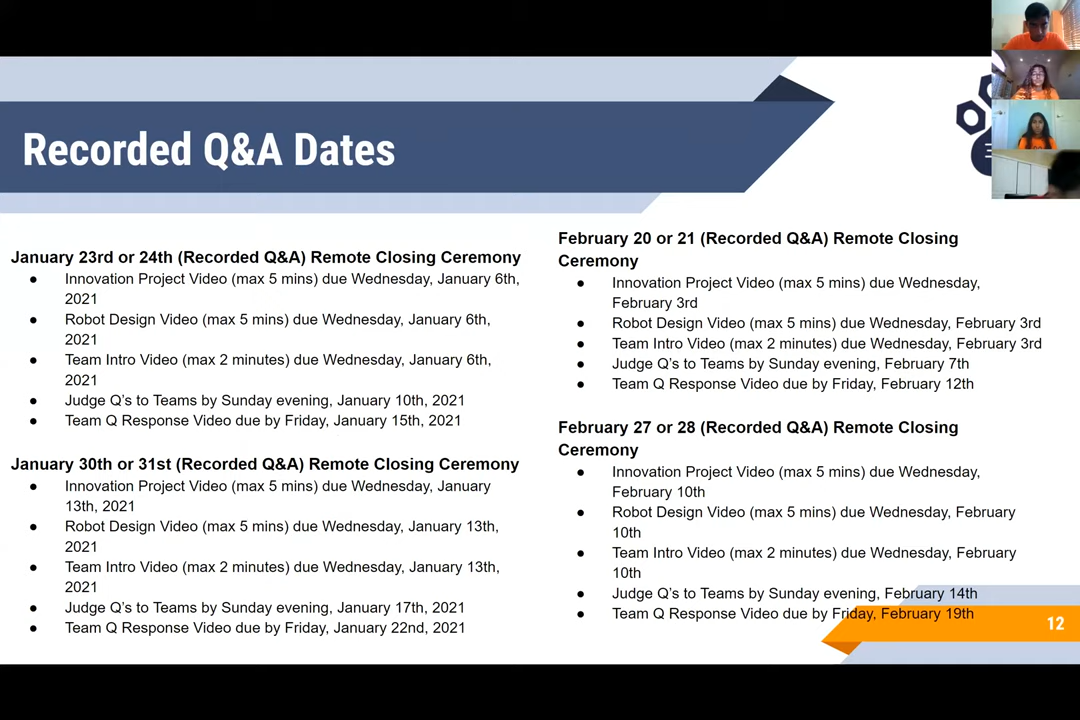 Recorded Q&A Dates
January 23rd or 24th (Recorded Q&A) Remote Closing Ceremony
● Innovation Project Video (max 5 mins) due Wednesday, January 6th,
2021
● Robot Design Video (max 5 mins) due Wednesday, January 6th,
2021
● Team Intro Video (max 2 minutes) due Wednesday, January 6th,
2021
● Judge Q's to Teams by Sunday evening, January 10th, 2021
● Team Q Response Video due by Friday, January 15th, 2021
January 30th or 31st (Recorded Q&A) Remote Closing Ceremony
● Innovation Project Video (max 5 mins) due Wednesday, January
13th, 2021
● Robot Design Video (max 5 mins) due Wednesday, January 13th,
2021
● Team Intro Video (max 2 minutes) due Wednesday, January 13th,
2021
● Judge Q's to Teams by Sunday evening, January 17th, 2021
● Team Q Response Video due by Friday, January 22nd, 2021
February 20 or 21 (Recorded Q&A) Remote Closing
Ceremony
● Innovation Project Video (max 5 mins) due Wednesday,
February 3rd
● Robot Design Video (max 5 mins) due Wednesday, February 3rd
● Team Intro Video (max 2 minutes) due Wednesday, February 3rd
● Judge Q's to Teams by Sunday evening, February 7th
● Team Q Response Video due by Friday, February 12th
February 27 or 28 (Recorded Q&A) Remote Closing
Ceremony
● Innovation Project Video (max 5 mins) due Wednesday,
February 10th
● Robot Design Video (max 5 mins) due Wednesday, February
10th
● Team Intro Video (max 2 minutes) due Wednesday, February
10th
● Judge Q's to Teams by Sunday evening, February 14th
● Team Q Response Video due by Friday, February 19th
12